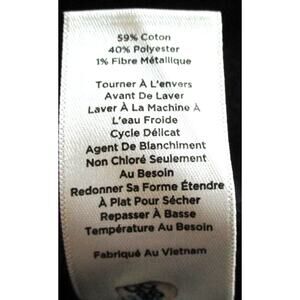 59% Coton
40% Polyester
1% Fibre Métallique
Tourner À L'envers
Avant De Laver
Laver À La Machine À
L'eau Froide
Cycle Délicat
Agent De Blanchiment
Non Chloré Seulement
Au Besoin
Redonner Sa Forme Étendre
À Plat Pour Sécher
Repasser À Basse
Température Au Besoin
Fabriqué Au Vietnam